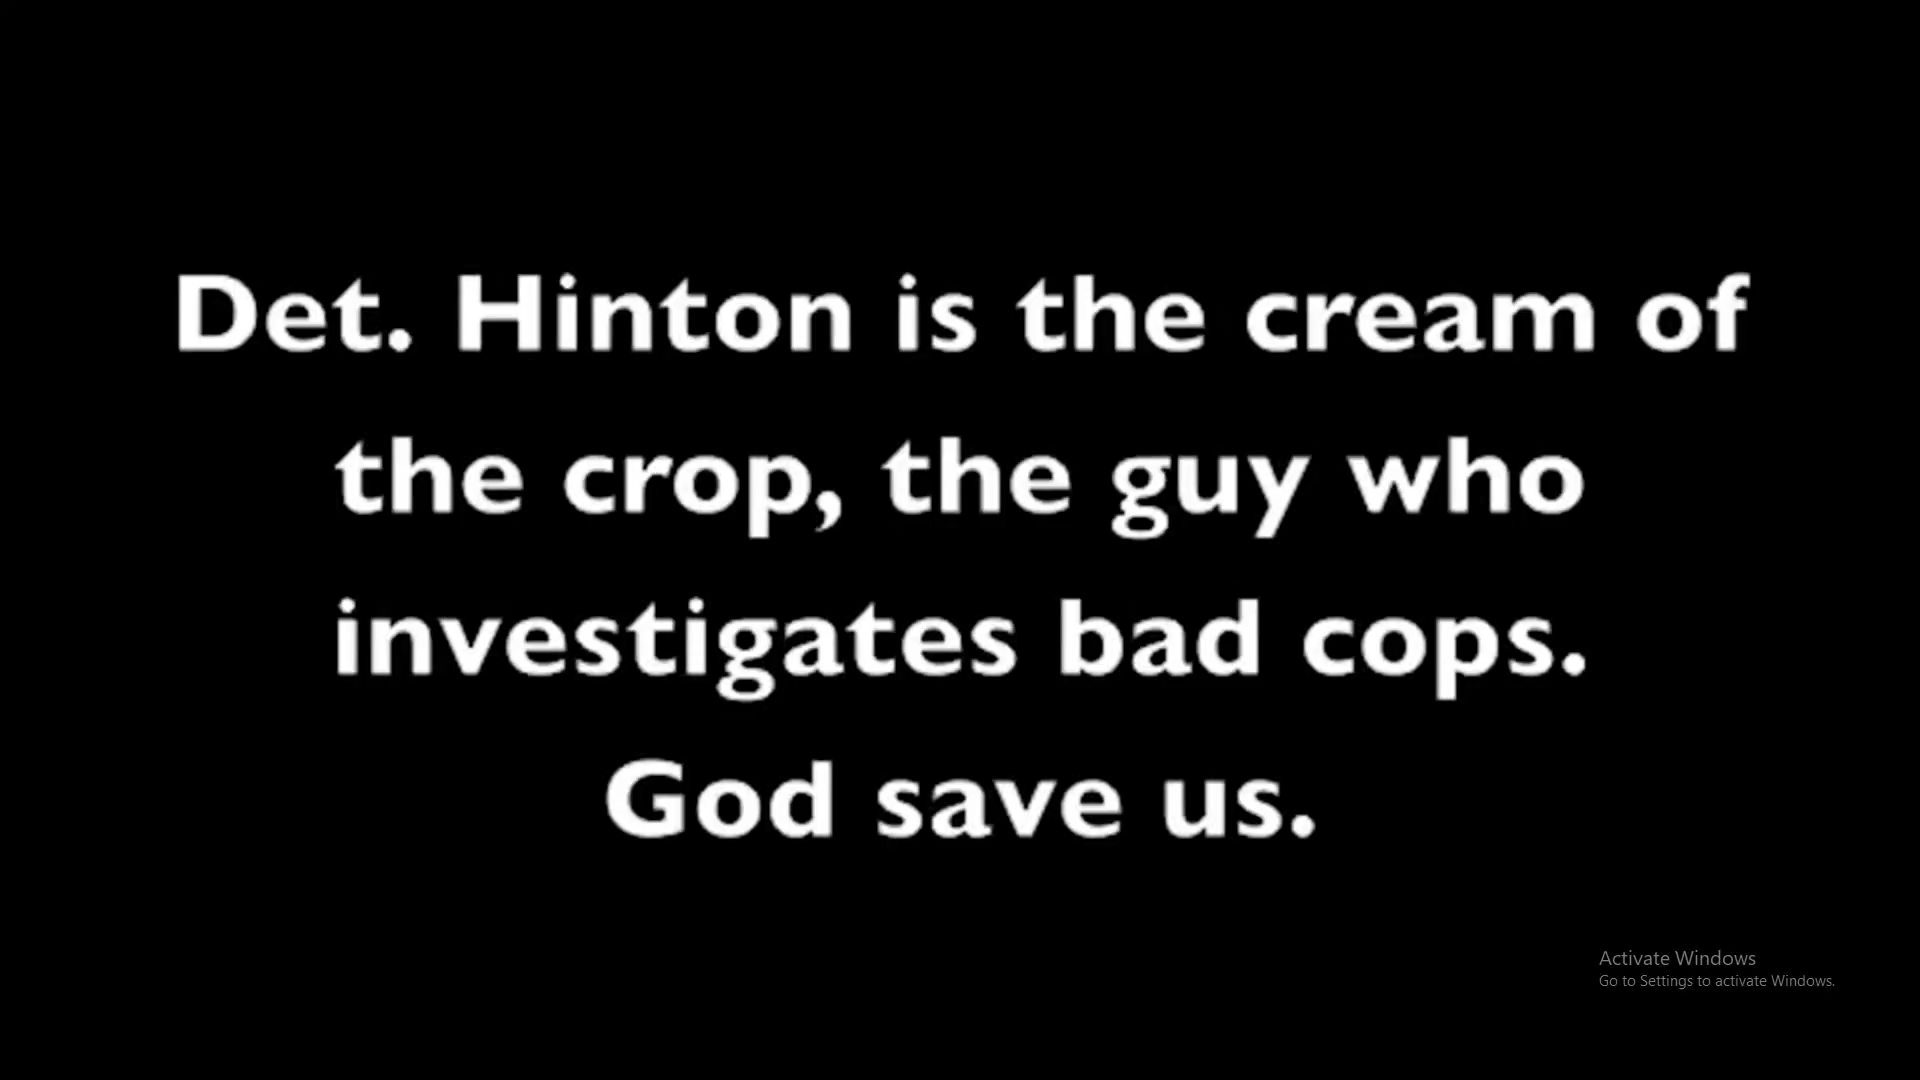 Det. Hinton is the cream of
the crop, the guy who
investigates bad cops.
God save us.
Activate Windows
Go to Settings to activate Windows.